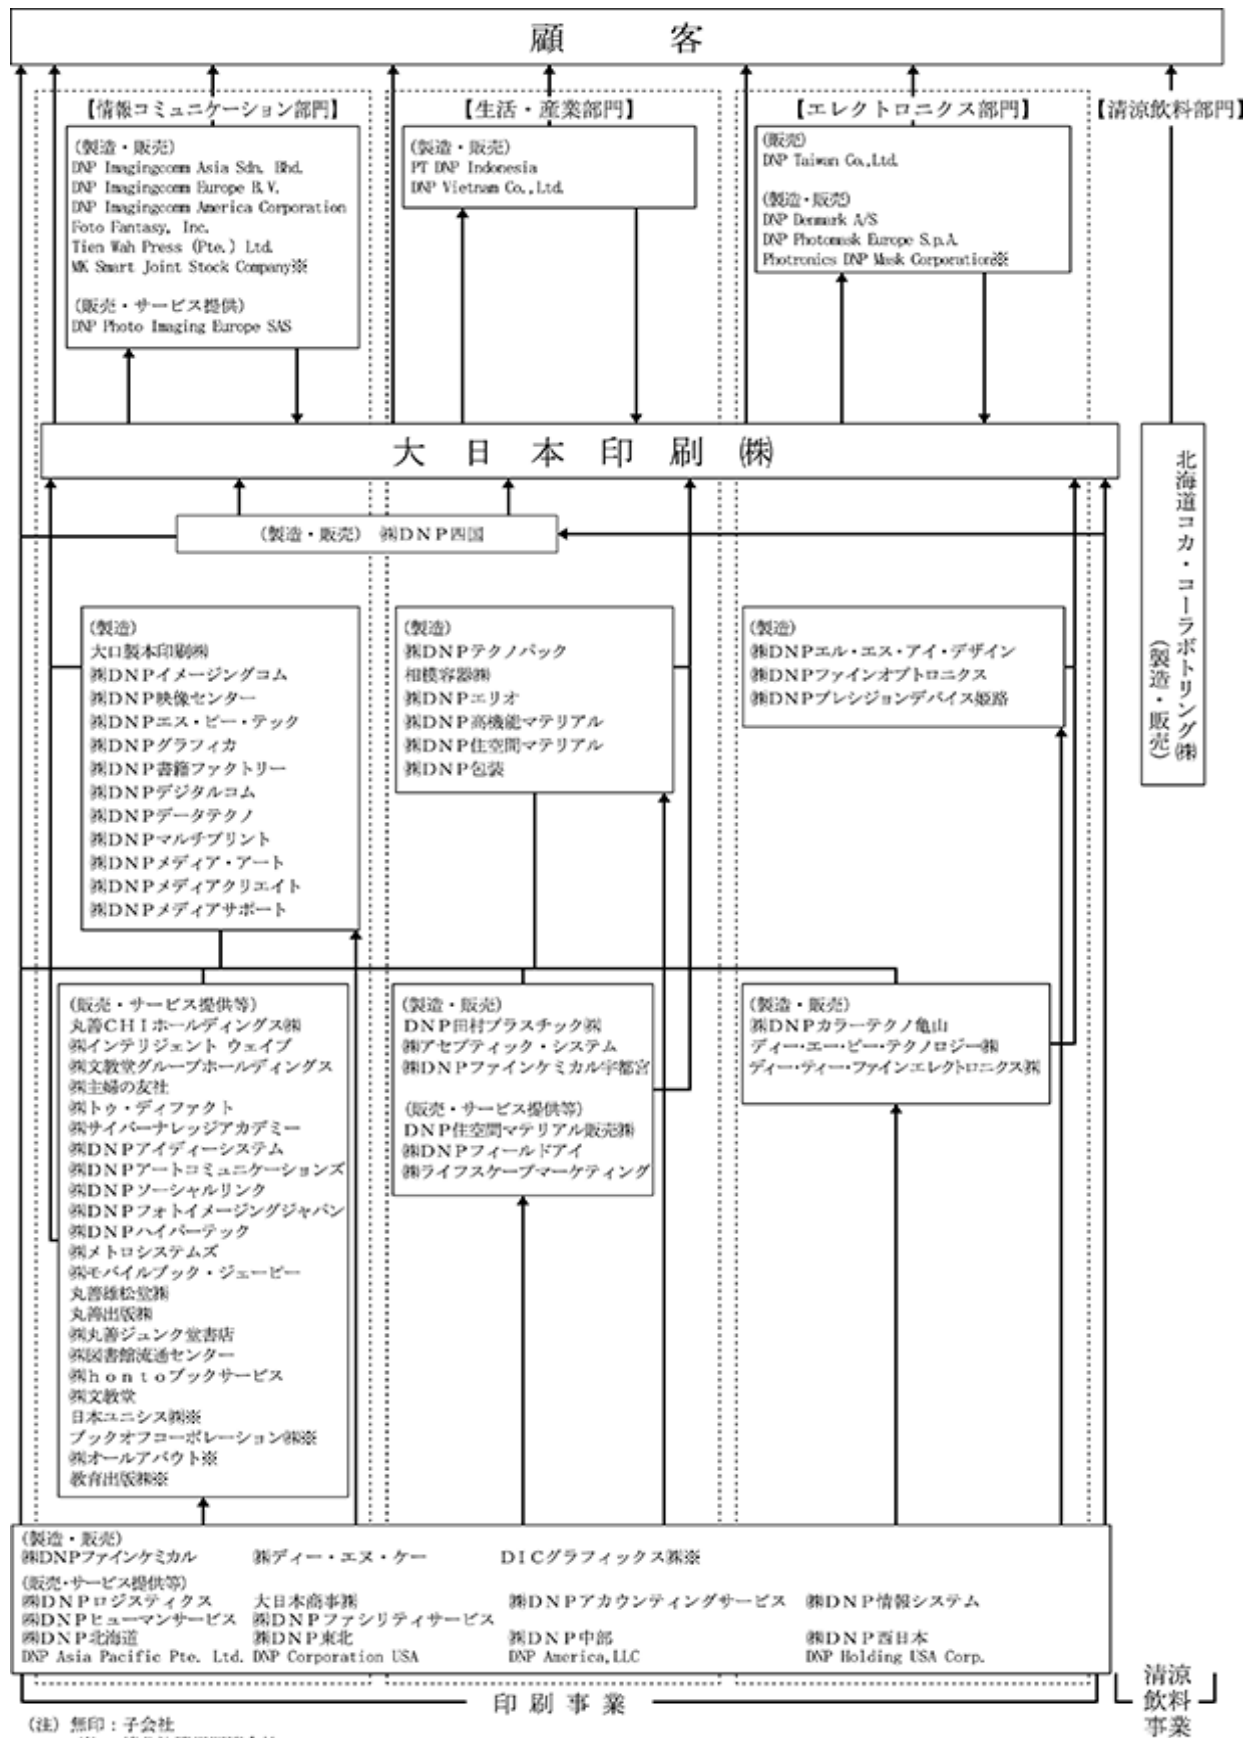 顧客
【情報コミュニケーション部門】
(製造・販売)
DNP Imagingcomm Asia Sdn. Bhd.
DNP Imagingcomm Europe B.V.
DNP Imagingcomm America Corporation
Foto Fantasy, Inc.
Tien Wah Press (Pte.) Ltd.
MK Smart Joint Stock Company※
(販売・サービス提供)
DNP Photo Imaging Europe SAS
【生活・産業部門】
(製造・販売)
PT DNP Indonesia
DNP Vietnam Co.,Ltd.
【エレクトロニクス部門】
(販売)
DNP Taiwan Co.,Ltd.
(製造・販売)
DNP Denmark A/S
DNP Photomask Europe S.p.A.
Photronics DNP Mask Corporation※
【清涼飲料部門】
大日本印刷㈱
北海道コカ・コーラボトリング㈱
(製造・販売)
(製造・販売) ㈱DNP四国
(製造)
大口製本印刷㈱
㈱DNPイメージングコム
㈱DNP映像センター
㈱DNPエス・ピー・テック
㈱DNPグラフィカ
㈱DNP書籍ファクトリー
㈱DNPデジタルコム
㈱DNPデータテクノ
㈱DNPマルチプリント
㈱DNPメディア・アート
㈱DNPメディアクリエイト
㈱DNPメディアサポート
(製造)
㈱DNPテクノパック
相模容器㈱
㈱DNPエリオ
㈱DNP高機能マテリアル
㈱DNP住空間マテリアル
㈱DNP包装
(製造)
㈱DNPエル・エス・アイ・デザイン
㈱DNPファインオプトロニクス
㈱DNPプレシジョンデバイス姫路
(販売・サービス提供等)
丸善CHIホールディングス㈱
㈱インテリジェント ウェイブ
㈱文教堂グループホールディングス
㈱主婦の友社
㈱トゥ・ディファクト
㈱サイバーナレッジアカデミー
㈱DNPアイディーシステム
㈱DNPアートコミュニケーションズ
㈱DNPソーシャルリンク
㈱DNPフォトイメージングジャパン
㈱DNPハイパーテック
㈱メトロシステムズ
㈱モバイルブック・ジェーピー
丸善雄松堂㈱
丸善出版㈱
㈱丸善ジュンク堂書店
㈱図書館流通センター
㈱hontoブックサービス
㈱文教堂
日本ユニシス㈱※
ブックオフコーポレーション㈱※
㈱オールアバウト※
教育出版㈱※
(製造・販売)
DNP田村プラスチック㈱
㈱アセプティック・システム
㈱DNPファインケミカル宇都宮
(販売・サービス提供等)
DNP住空間マテリアル販売㈱
㈱DNPフィールドアイ
㈱ライフスケープマーケティング
(製造・販売)
㈱DNPカラーテクノ亀山
ディー・エー・ピー・テクノロジー㈱
ディー・ティー・ファインエレクトロニクス㈱
(製造・販売)
㈱DNPファインケミカル ㈱ディー・エヌ・ケー DICグラフィックス㈱※
(販売・サービス提供等)
㈱DNPロジスティクス 大日本商事㈱ ㈱DNPアカウンティングサービス ㈱DNP情報システム
㈱DNPヒューマンサービス ㈱DNPファシリティサービス
㈱DNP北海道 ㈱DNP東北 ㈱DNP中部 ㈱DNP西日本
DNP Asia Pacific Pte. Ltd. DNP Corporation USA DNP America,LLC DNP Holding USA Corp.
印刷事業
清涼
飲料
事業
(注) 無印：子会社